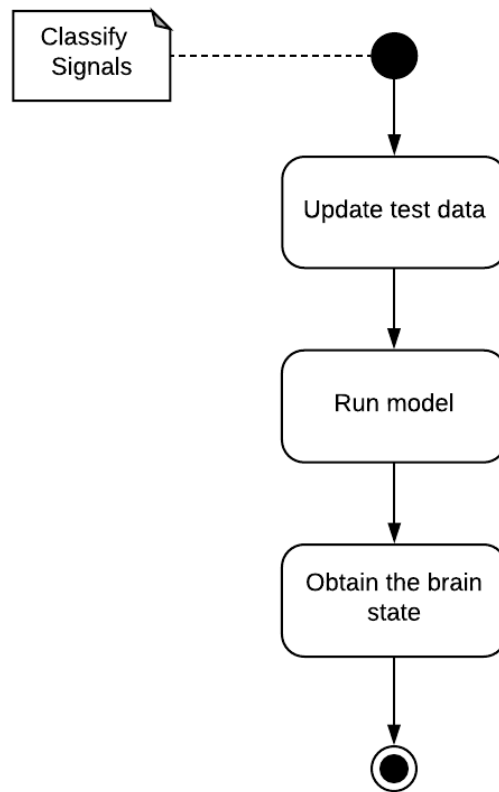 Classify
Signals
Update test data
Run model
Obtain the brain
state